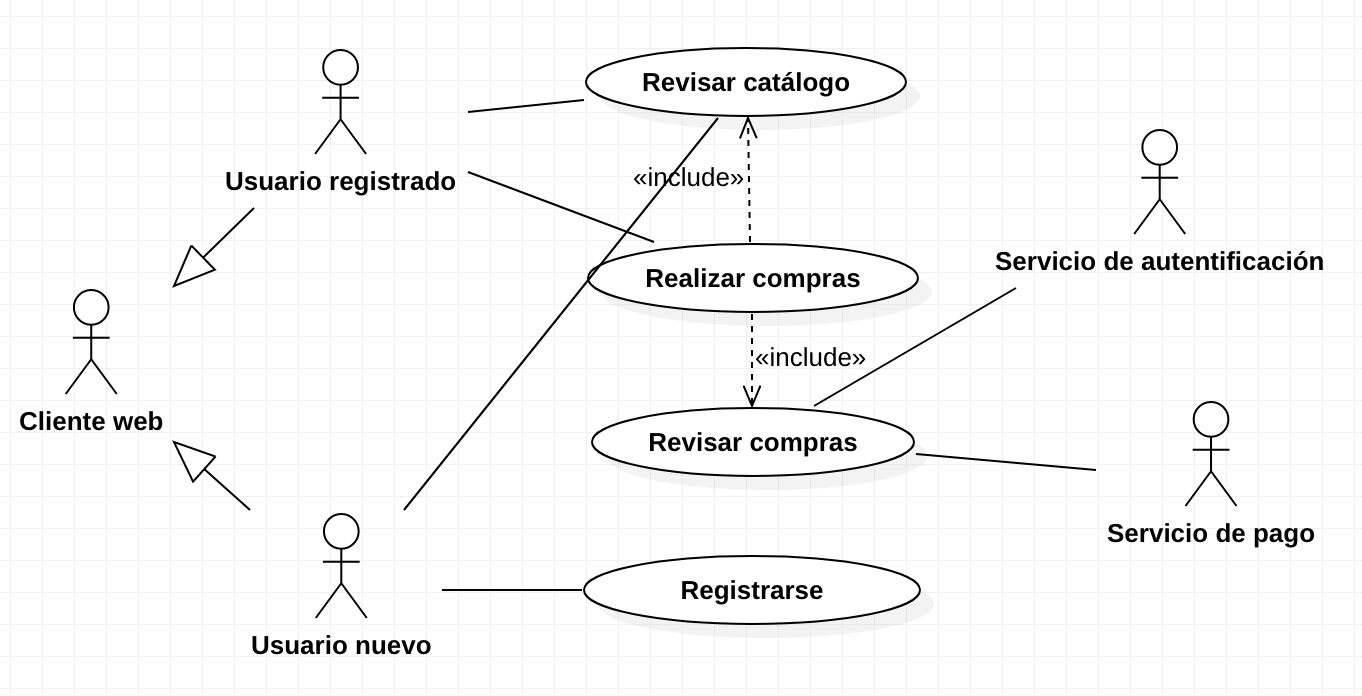 Revisar catálogo
Usuario registrado
«include»
Servicio de autentificación
Realizar compras
«include»
Cliente web
Revisar compras
Servicio de pago
Registrarse
Usuario nuevo